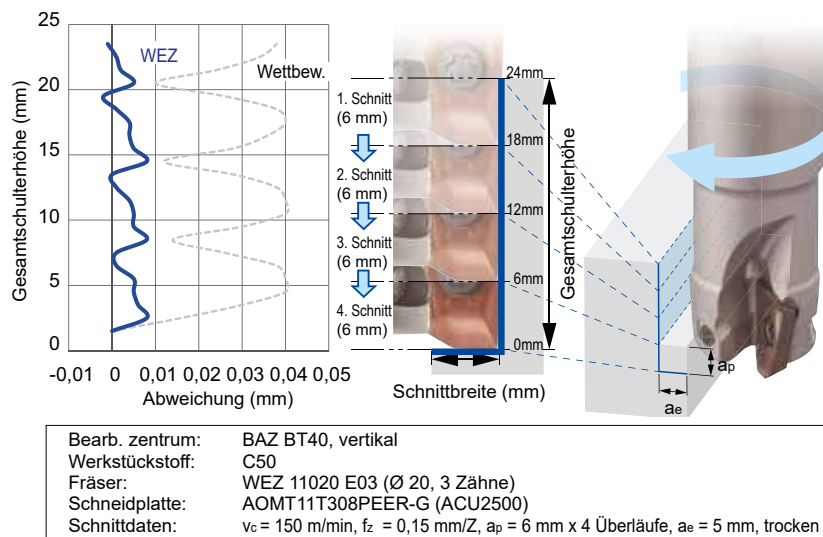 25
20
15
10
5
0
Gesamtschulterhöhe (mm)
WEZ
Wettbew.
-0,01 0 0,01 0,02 0,03 0,04 0,05
Abweichung (mm)
1. Schnitt
(6 mm)
2. Schnitt
(6 mm)
3. Schnitt
(6 mm)
4. Schnitt
(6 mm)
24mm
18mm
12mm
6mm
0mm
Gesamtschulterhöhe
Schnittbreite (mm)
ap
ae
Bearb. zentrum: BAZ BT40, vertikal
Werkstückstoff: C50
Fräser: WEZ 11020 E03 (Ø 20, 3 Zähne)
Schneidplatte: AOMT11T308PEER-G (ACU2500)
Schnittdaten: vc = 150 m/min, fz = 0,15 mm/Z, ap = 6 mm x 4 Überläufe, ae = 5 mm, trocken